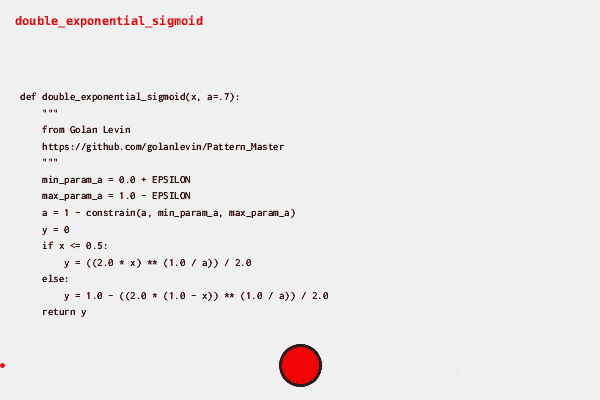 double_exponential_sigmoid
def double_exponential_sigmoid(x, a=.7):
"""
from Golan Levin
https://github.com/golanlevin/Pattern_Master
"""
min_param_a = 0.0 + EPSILON
max_param_a = 1.0 - EPSILON
a = 1 - constrain(a, min_param_a, max_param_a)
y = 0
if x <= 0.5:
y = ((2.0 * x) ** (1.0 / a)) / 2.0
else:
y = 1.0 - ((2.0 * (1.0 - x)) ** (1.0 / a)) / 2.0
return y